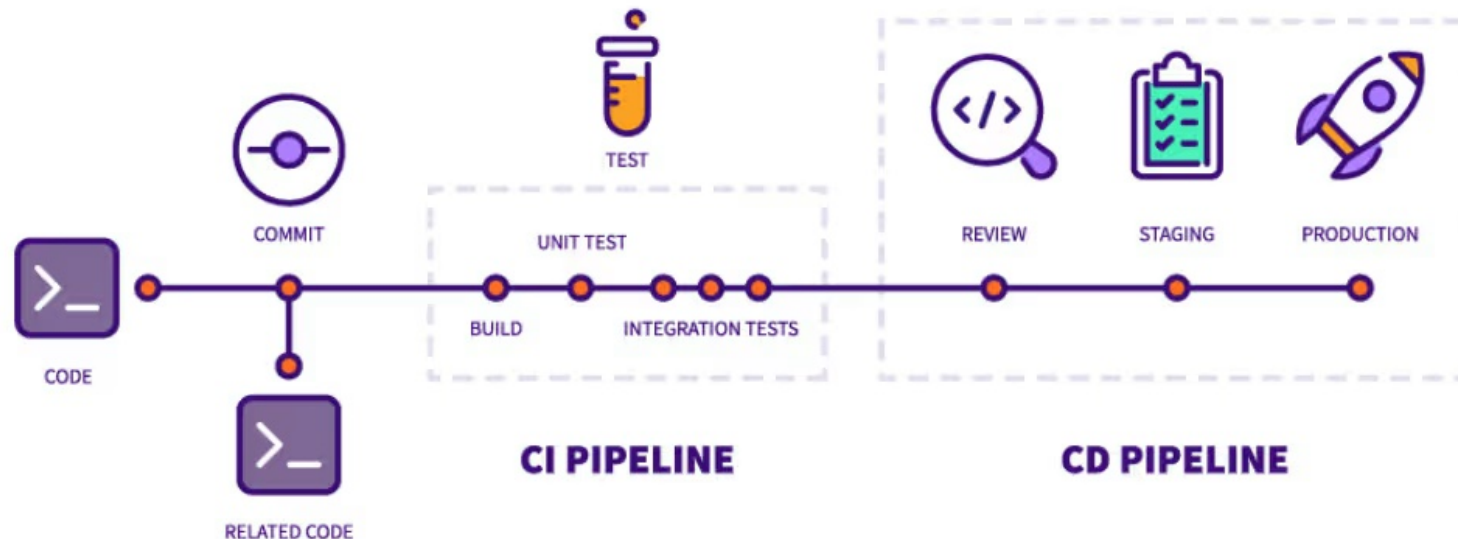 TEST
COMMIT
REVIEW
STAGING
PRODUCTION
UNIT TEST
BUILD
INTEGRATION TESTS
CODE
CI PIPELINE
CD PIPELINE
RELATED CODE